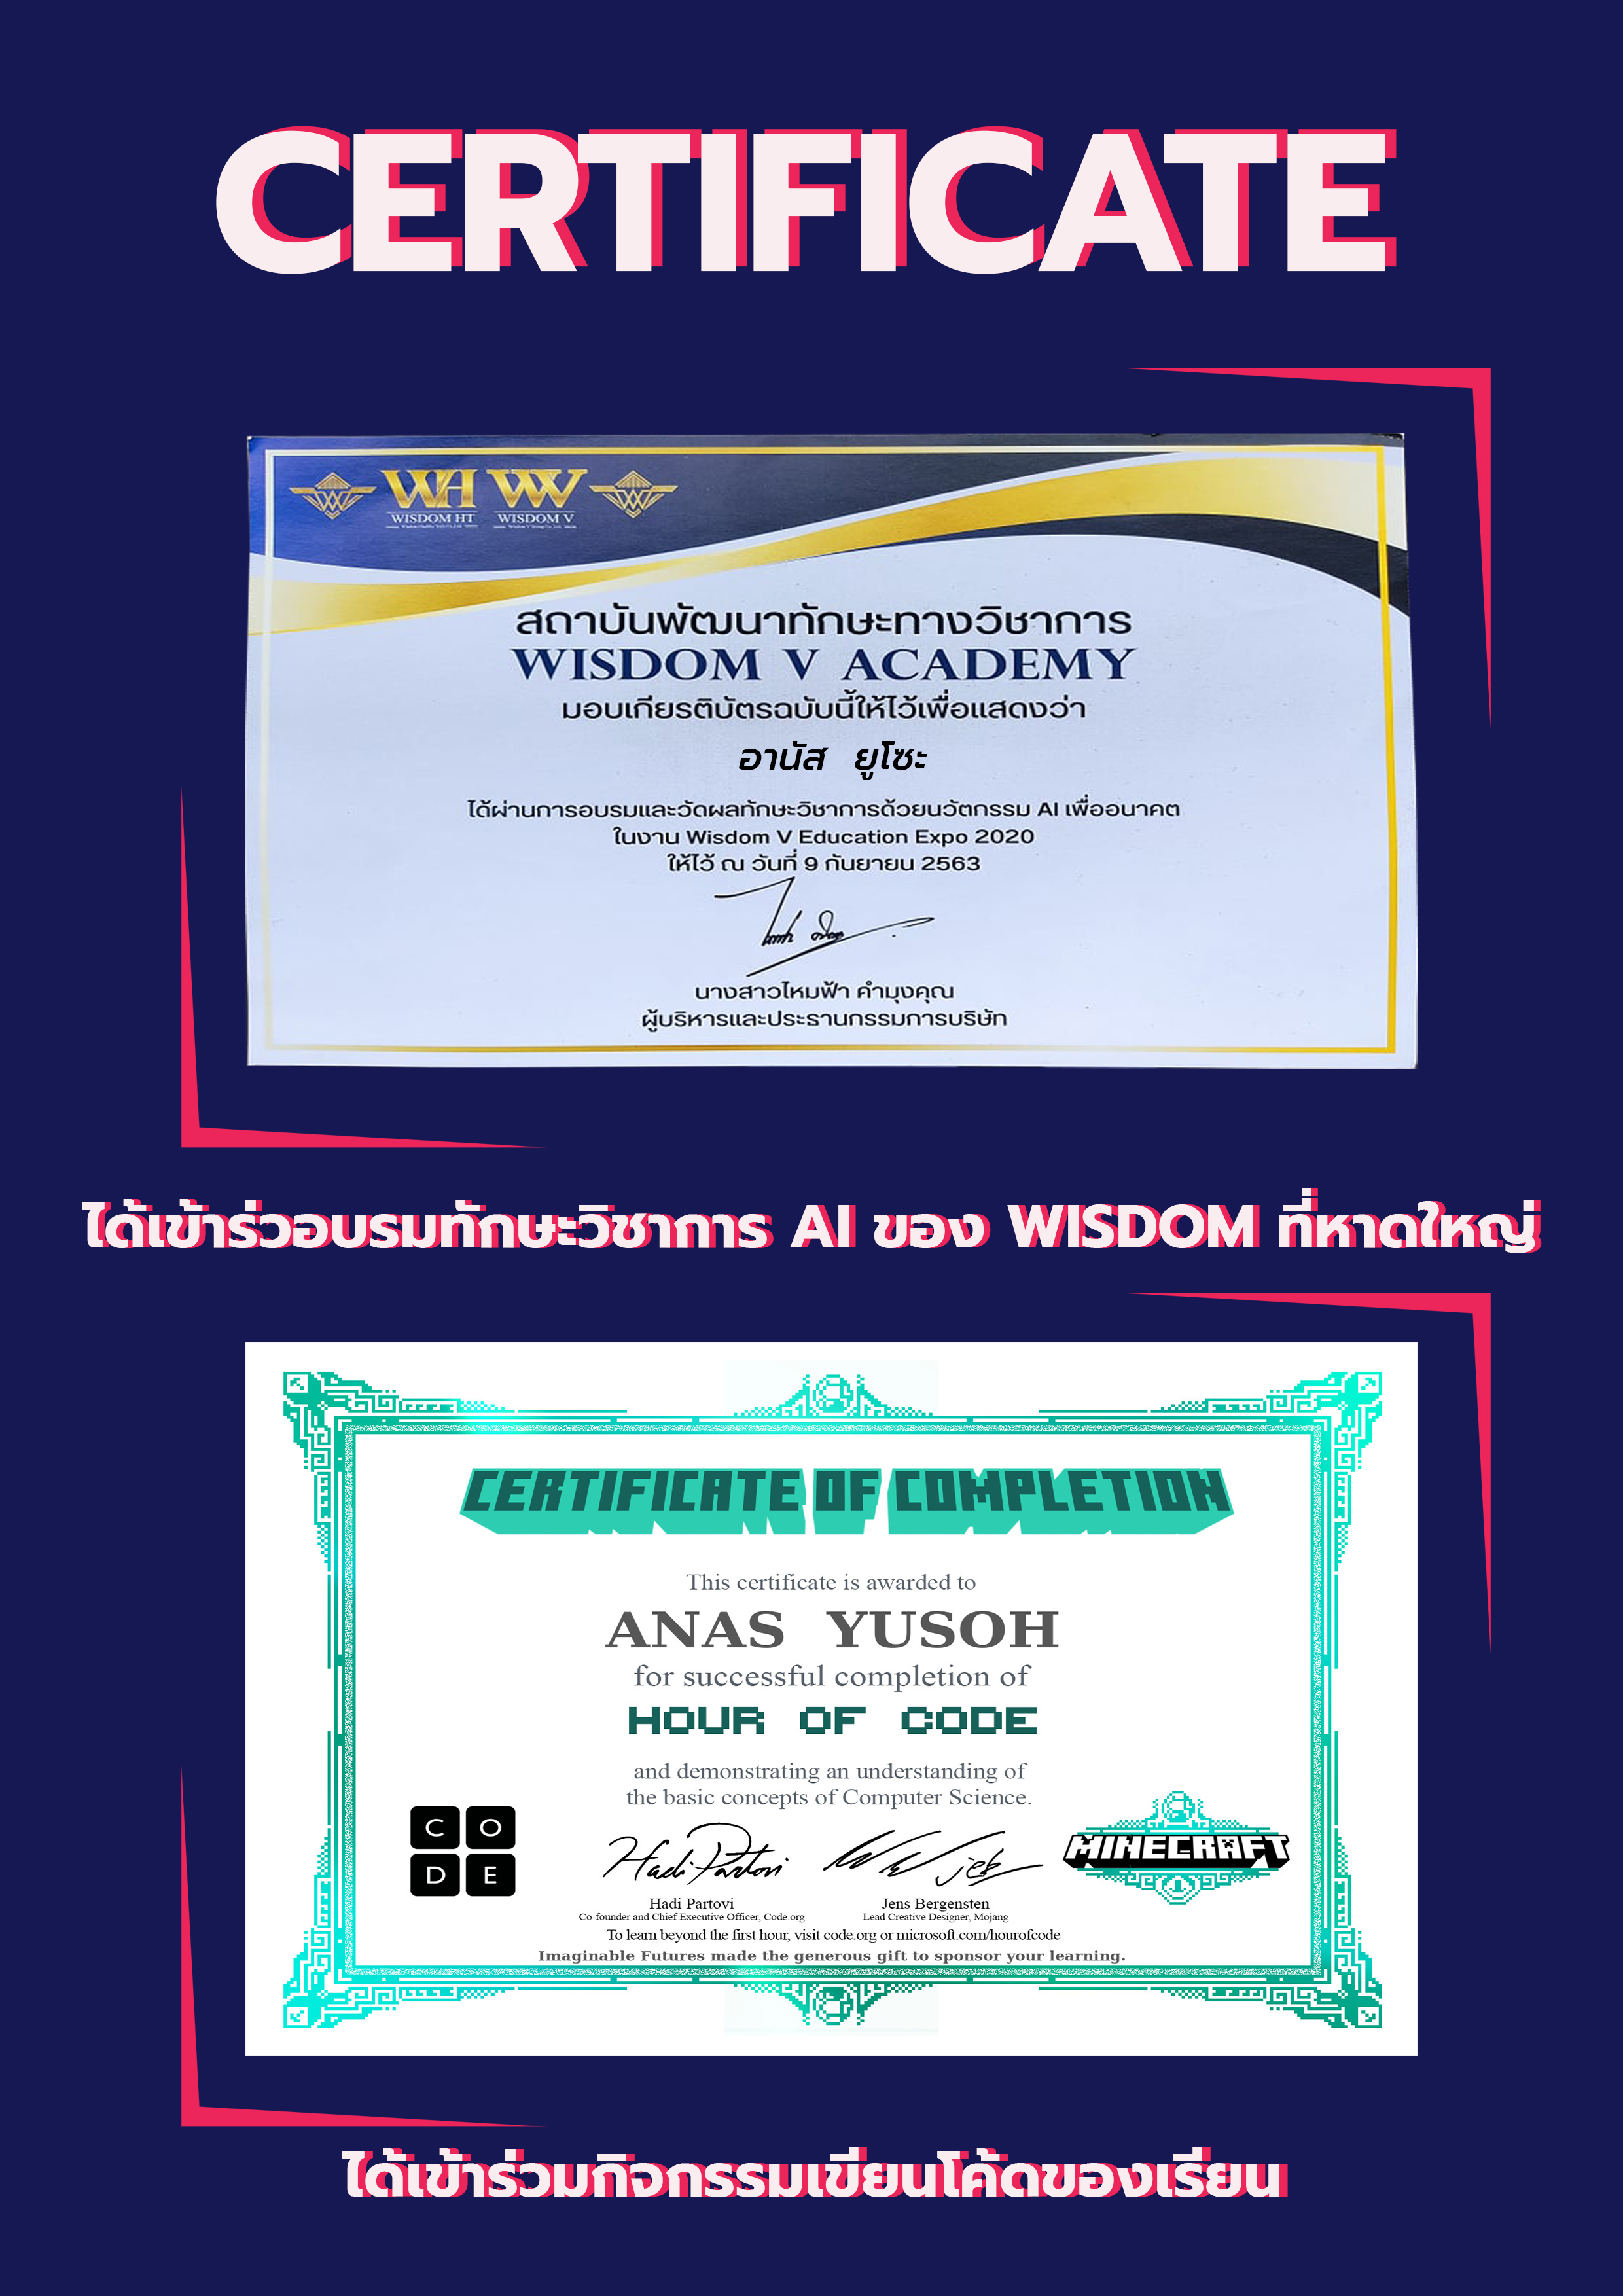 CERTIFICATE
WISDOM HT
WISDOM V
สถาบันพัฒนาทักษะทางวิชาการ
WISDOM V ACADEMY
มอบเกียรติบัตรฉบับนี้ให้ไว้เพื่อแสดงว่า
อานัส ยูโซะ
ได้ผ่านการอบรมและวัดผลทักษะวิชาการด้วยนวัตกรรม AI เพื่ออนาคต
ในงาน Wisdom V Education Expo 2020
ให้ไว้ ณ วันที่ 9 กันยายน 2563
นางสาวไหมฟ้า คำมุงคุณ
ผู้บริหารและประธานกรรมการบริษัท
ได้เข้าร่วอบรมทักษะวิชาการ AI ของ WISDOM ที่หาดใหญ่
CERTIFICATE OF COMPLETION
This certificate is awarded to
ANAS YUSOH
for successful completion of
HOUR OF CODE
and demonstrating an understanding of
the basic concepts of Computer Science.
C O
D E
MINECRAFT
Hadi Partovi
jeb
Hadi Partovi
Co-founder and Chief Executive Officer, Code.org
Jens Bergensten
Lead Creative Designer, Mojang
To learn beyond the first hour, visit code.org or microsoft.com/hourofcode
Imaginable Futures made the generous gift to sponsor your learning.
ได้เข้าร่วมกิจกรรมเขียนโค้ดของเรียน